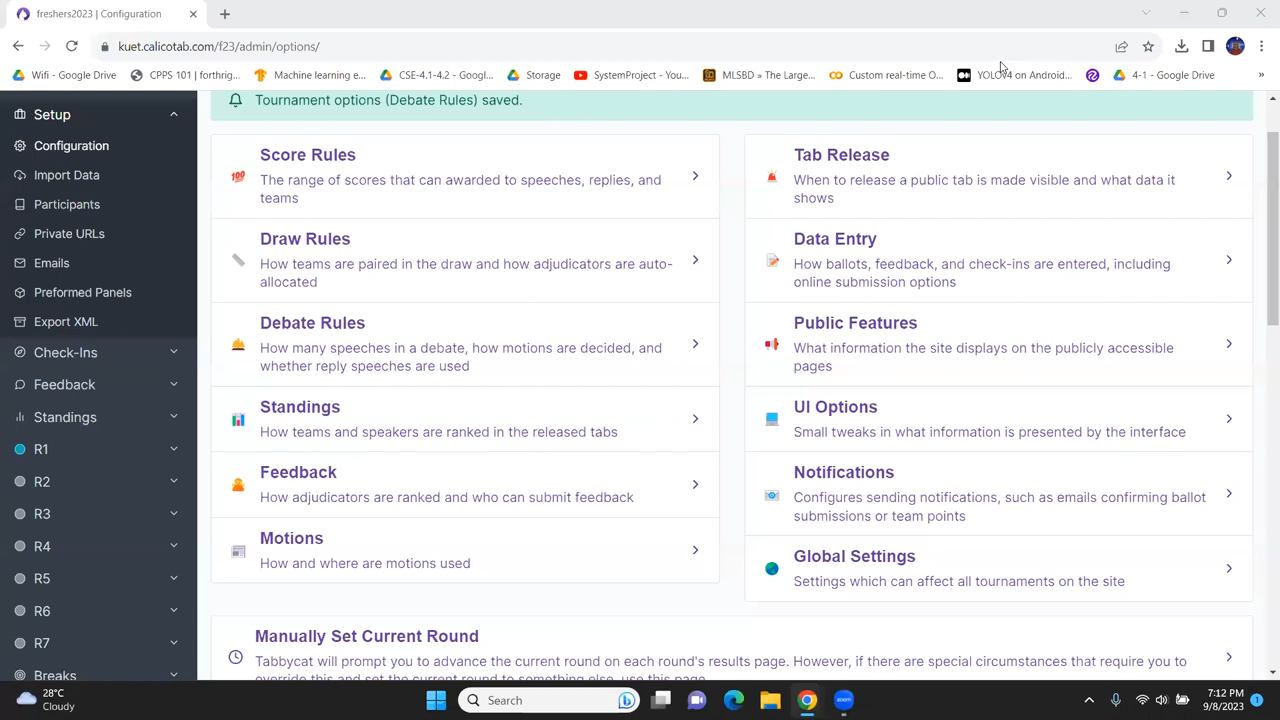 freshers2023 | Configuration
kuet.calicotab.com/f23/admin/options/
Wifi - Google Drive
CPPS 101 | forthrig...
Machine learning e...
CSE-4.1-4.2 - Googl...
Storage
SystemProject - You...
MLSBD » The Large...
Custom real-time O...
YOLOV4 on Android...
4-1 - Google Drive
»
Setup
Configuration
Import Data
Participants
Private URLs
Emails
Preformed Panels
Export XML
Check-Ins
Feedback
Standings
R1
R2
R3
R4
R5
R6
R7
Breaks
Tournament options (Debate Rules) saved.
Score Rules
The range of scores that can awarded to speeches, replies, and
teams
Draw Rules
How teams are paired in the draw and how adjudicators are auto-
allocated
Debate Rules
How many speeches in a debate, how motions are decided, and
whether reply speeches are used
Standings
How teams and speakers are ranked in the released tabs
Feedback
How adjudicators are ranked and who can submit feedback
Motions
How and where are motions used
Tab Release
When to release a public tab is made visible and what data it
shows
Data Entry
How ballots, feedback, and check-ins are entered, including
online submission options
Public Features
What information the site displays on the publicly accessible
pages
UI Options
Small tweaks in what information is presented by the interface
Notifications
Configures sending notifications, such as emails confirming ballot
submissions or team points
Global Settings
Settings which can affect all tournaments on the site
Manually Set Current Round
Tabbycat will prompt you to advance the current round on each round's results page. However, if there are special circumstances that require you to
override this and set the current round to something else, use this page.
28°C
Cloudy
Search
7:12 PM
9/8/2023